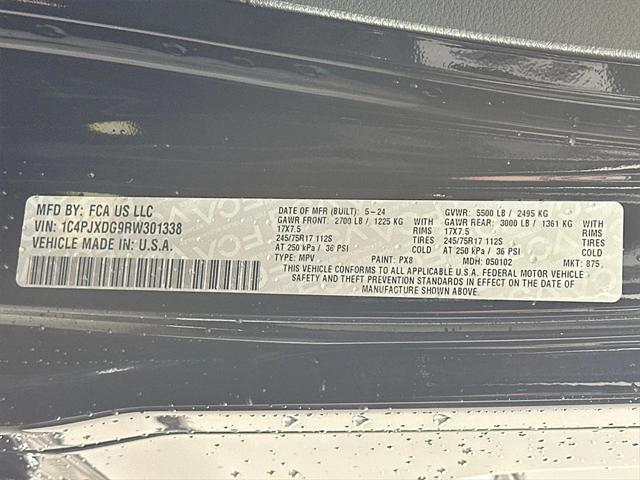 MFD BY: FCA US LLC
VIN: 1C4PJXDG9RW301338
VEHICLE MADE IN U.S.A.
DATE OF MFR (BUILT): 5-24
GAWR FRONT: 2700 LB / 1225 KG WITH
17X7.5 RIMS
245/75R17 112S TIRES
AT 250 kPa / 36 PSI COLD
TYPE: MPV PAINT: PX8
GVWR: 5500 LB / 2495 KG
GAWR REAR: 3000 LB / 1361 KG WITH
17X7.5 RIMS
245/75R17 112S TIRES
AT 250 kPa / 36 PSI COLD
MDH: 050102 MKT: 875
THIS VEHICLE CONFORMS TO ALL APPLICABLE U.S.A. FEDERAL MOTOR VEHICLE
SAFETY AND THEFT PREVENTION STANDARDS IN EFFECT ON THE DATE OF
MANUFACTURE SHOWN ABOVE.